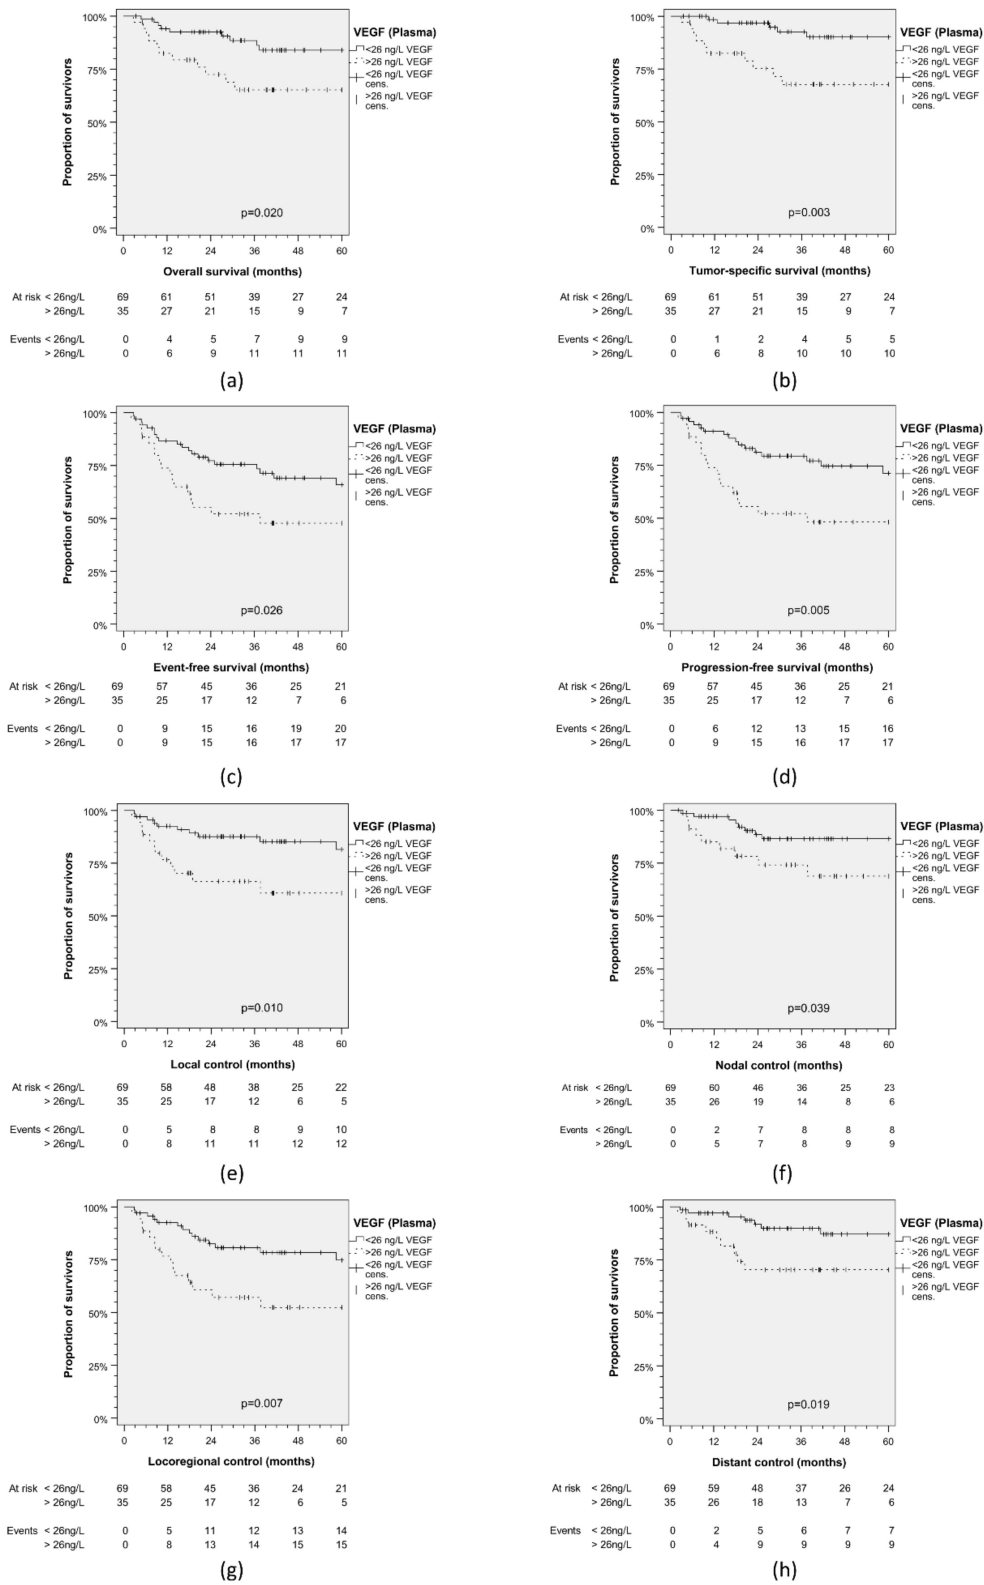 100%
75%
50%
25%
0%
Proportion of survivors
VEGF (Plasma)
<26 ng/L VEGF
>26 ng/L VEGF
<26 ng/L VEGF
cens.
>26 ng/L VEGF
cens.
p=0.020
0 12 24 36 48 60
Overall survival (months)
At risk < 26ng/L 69 61 51 39 27 24
> 26ng/L 35 27 21 15 9 7
Events < 26ng/L 0 4 5 7 9 9
> 26ng/L 0 6 9 11 11 11
(a)
100%
75%
50%
25%
0%
Proportion of survivors
VEGF (Plasma)
<26 ng/L VEGF
>26 ng/L VEGF
<26 ng/L VEGF
cens.
>26 ng/L VEGF
cens.
p=0.003
0 12 24 36 48 60
Tumor-specific survival (months)
At risk < 26ng/L 69 61 51 39 27 24
> 26ng/L 35 27 21 15 9 7
Events < 26ng/L 0 1 2 4 5 5
> 26ng/L 0 6 8 10 10 10
(b)
100%
75%
50%
25%
0%
Proportion of survivors
VEGF (Plasma)
<26 ng/L VEGF
>26 ng/L VEGF
<26 ng/L VEGF
cens.
>26 ng/L VEGF
cens.
p=0.026
0 12 24 36 48 60
Event-free survival (months)
At risk < 26ng/L 69 57 45 36 25 21
> 26ng/L 35 25 17 12 7 6
Events < 26ng/L 0 9 15 16 19 20
> 26ng/L 0 9 15 16 17 17
(c)
100%
75%
50%
25%
0%
Proportion of survivors
VEGF (Plasma)
<26 ng/L VEGF
>26 ng/L VEGF
<26 ng/L VEGF
cens.
>26 ng/L VEGF
cens.
p=0.005
0 12 24 36 48 60
Progression-free survival (months)
At risk < 26ng/L 69 57 45 36 25 21
> 26ng/L 35 25 17 12 7 6
Events < 26ng/L 0 6 12 13 15 16
> 26ng/L 0 9 15 16 17 17
(d)
100%
75%
50%
25%
0%
Proportion of survivors
VEGF (Plasma)
<26 ng/L VEGF
>26 ng/L VEGF
<26 ng/L VEGF
cens.
>26 ng/L VEGF
cens.
p=0.010
0 12 24 36 48 60
Local control (months)
At risk < 26ng/L 69 58 48 38 25 22
> 26ng/L 35 25 17 12 6 5
Events < 26ng/L 0 5 8 8 9 10
> 26ng/L 0 8 11 11 12 12
(e)
100%
75%
50%
25%
0%
Proportion of survivors
VEGF (Plasma)
<26 ng/L VEGF
>26 ng/L VEGF
<26 ng/L VEGF
cens.
>26 ng/L VEGF
cens.
p=0.039
0 12 24 36 48 60
Nodal control (months)
At risk < 26ng/L 69 60 46 36 25 23
> 26ng/L 35 26 19 14 8 6
Events < 26ng/L 0 2 7 8 8 8
> 26ng/L 0 5 7 8 9 9
(f)
100%
75%
50%
25%
0%
Proportion of survivors
VEGF (Plasma)
<26 ng/L VEGF
>26 ng/L VEGF
<26 ng/L VEGF
cens.
>26 ng/L VEGF
cens.
p=0.007
0 12 24 36 48 60
Locoregional control (months)
At risk < 26ng/L 69 58 45 36 24 21
> 26ng/L 35 25 17 12 6 5
Events < 26ng/L 0 5 11 12 13 14
> 26ng/L 0 8 13 14 15 15
(g)
100%
75%
50%
25%
0%
Proportion of survivors
VEGF (Plasma)
<26 ng/L VEGF
>26 ng/L VEGF
<26 ng/L VEGF
cens.
>26 ng/L VEGF
cens.
p=0.019
0 12 24 36 48 60
Distant control (months)
At risk < 26ng/L 69 59 48 37 26 24
> 26ng/L 35 26 18 13 7 6
Events < 26ng/L 0 2 5 6 7 7
> 26ng/L 0 4 9 9 9 9
(h)